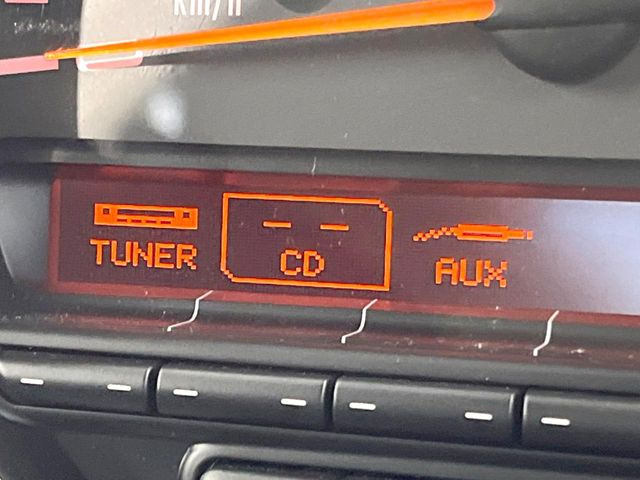 km/h
TUNER
-- CD
AUX